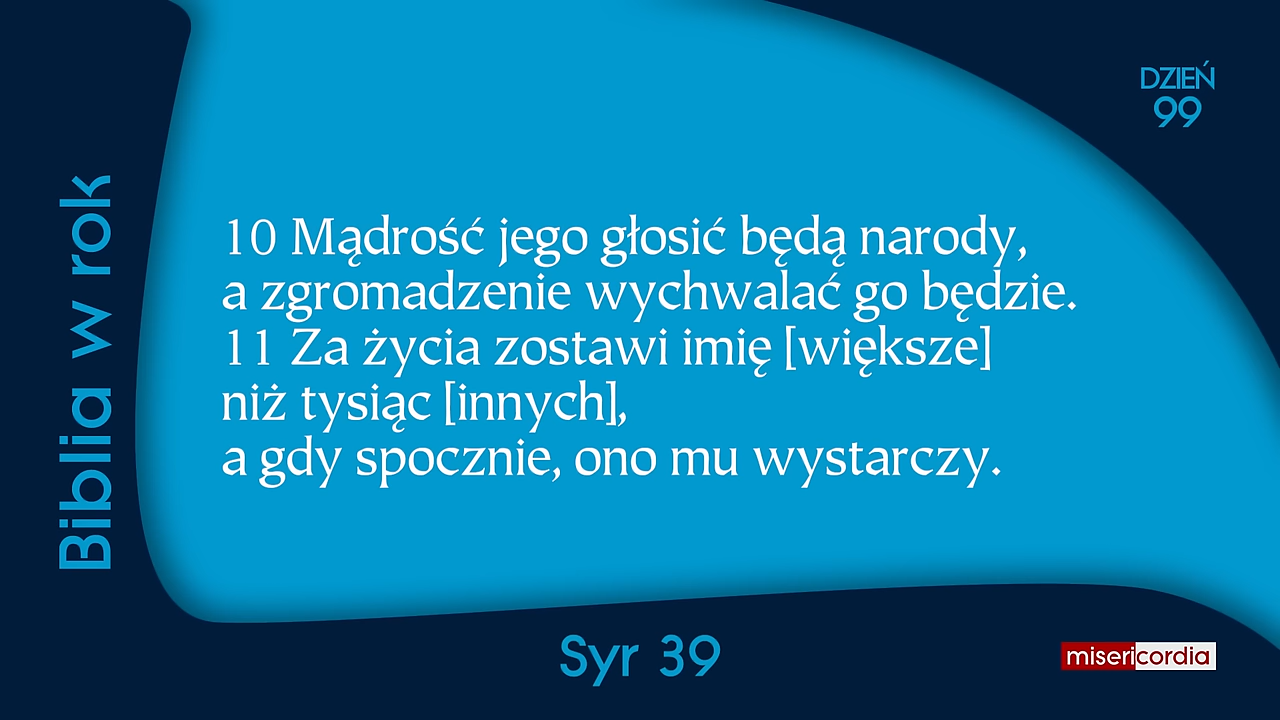 DZIEŃ
99
Biblia w rok
10 Mądrość jego głosić będą narody,
a zgromadzenie wychwalać go będzie.
11 Za życia zostawi imię [większe]
niż tysiąc [innych],
a gdy spocznie, ono mu wystarczy.
Syr 39
misericordia